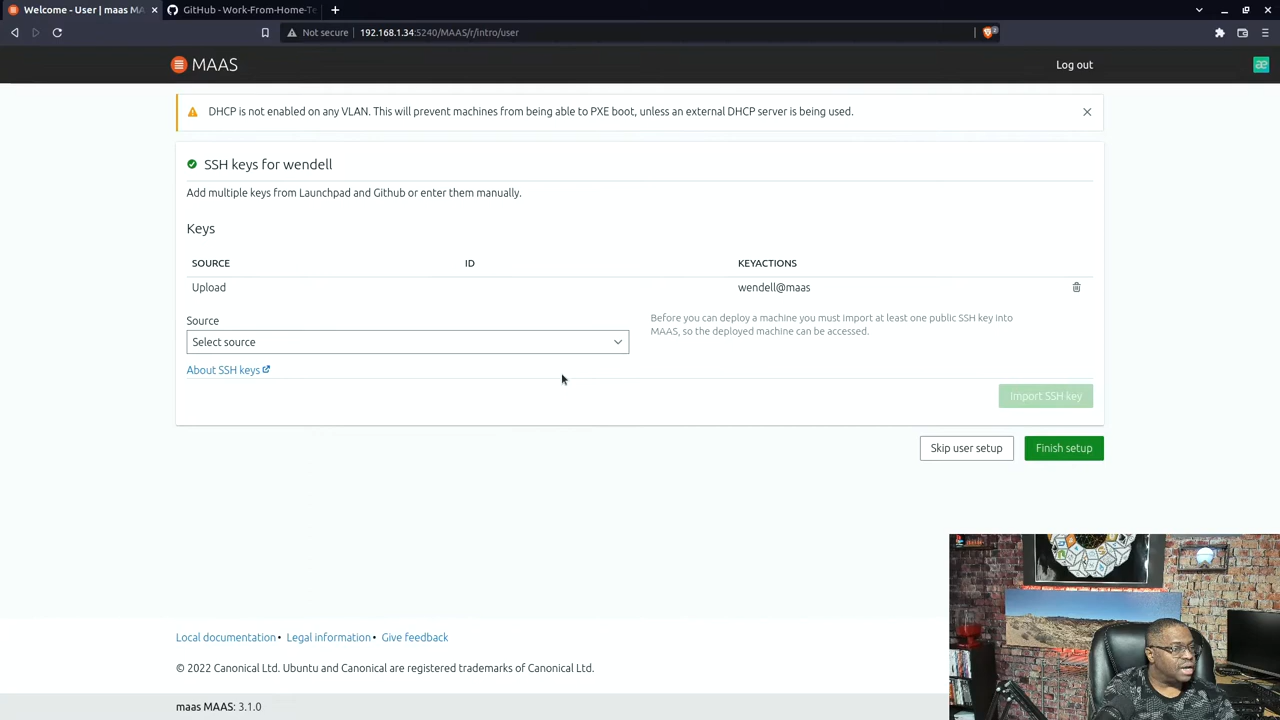 Welcome - User | maas MA
GitHub - Work-From-Home-Te
Not secure
192.168.1.34:5240/MAAS/r/intro/user
2
MAAS
Log out
DHCP is not enabled on any VLAN. This will prevent machines from being able to PXE boot, unless an external DHCP server is being used.
SSH keys for wendell
Add multiple keys from Launchpad and Github or enter them manually.
Keys
SOURCE ID KEYACTIONS
Upload wendell@maas
Source
Select source
Before you can deploy a machine you must import at least one public SSH key into
MAAS, so the deployed machine can be accessed.
About SSH keys
Import SSH key
Skip user setup Finish setup
Local documentation • Legal information • Give feedback
© 2022 Canonical Ltd. Ubuntu and Canonical are registered trademarks of Canonical Ltd.
maas MAAS: 3.1.0